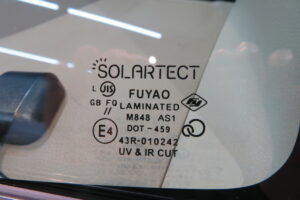 SOLARTECT
L JIS FUYAO
GB FQ LAMINATED
// M848 AS1
E4 DOT-459
43R-010242
UV & IR CUT